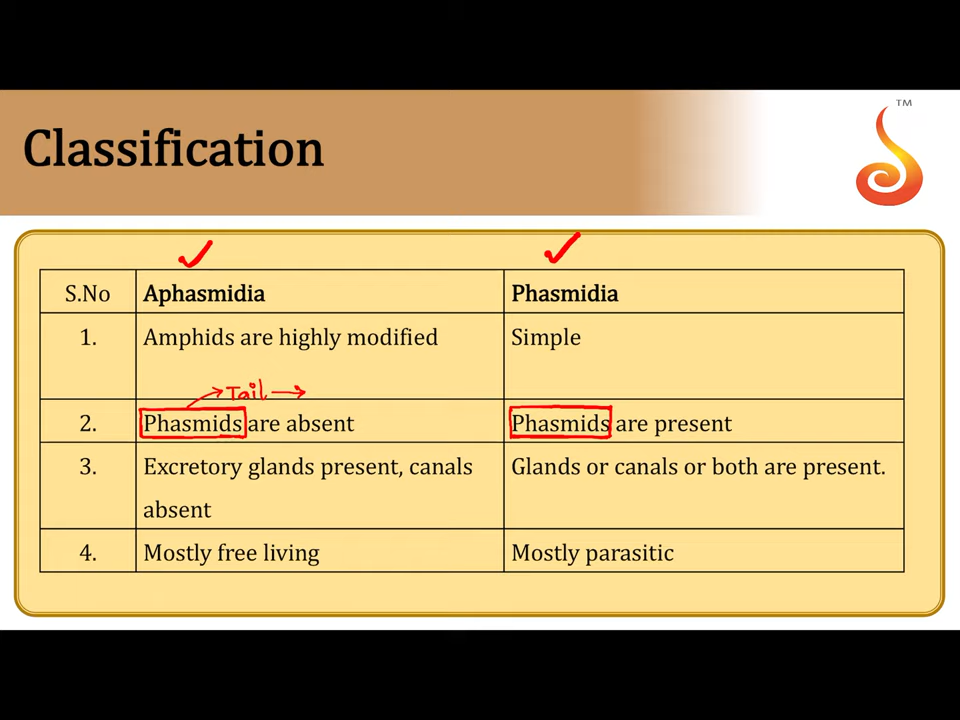 TM
Classification
S.No Aphasmidia Phasmidia
1. Amphids are highly modified Simple
Tail
2. Phasmids are absent Phasmids are present
3. Excretory glands present, canals Glands or canals or both are present.
absent
4. Mostly free living Mostly parasitic